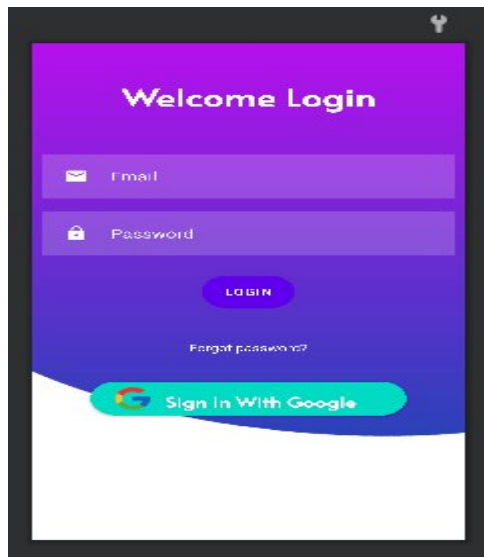 Welcome Login
Email
Password
LOGIN
Forgot password?
Sign in With Google